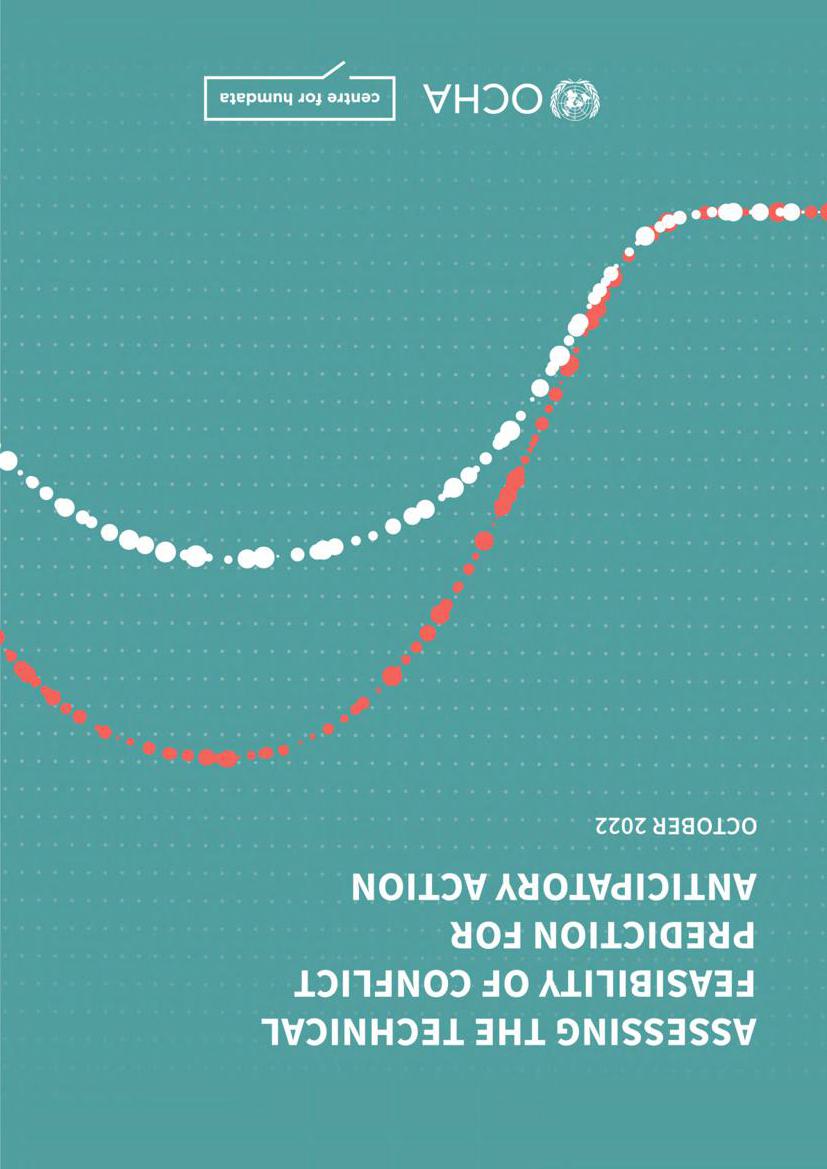 ASSESSING THE TECHNICAL
FEASIBILITY OF CONFLICT
PREDICTION FOR
ANTICIPATORY ACTION
OCTOBER 2022
OCHA
centre for humdata